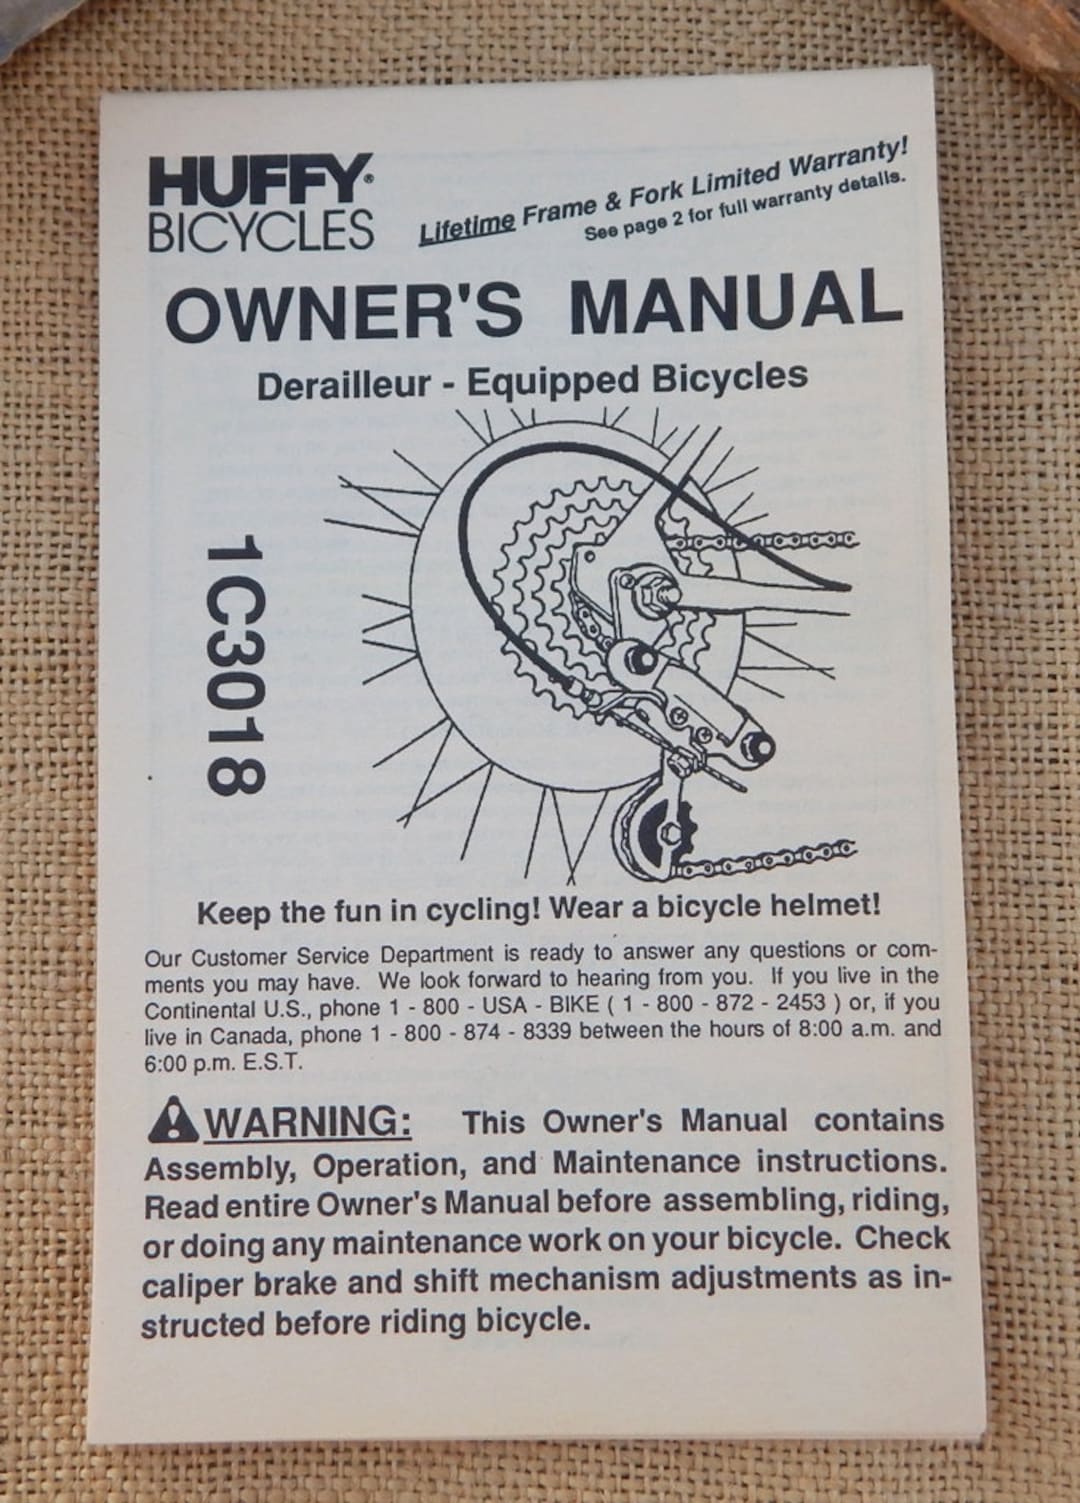 HUFFY®
BICYCLES
Lifetime Frame & Fork Limited Warranty!
See page 2 for full warranty details.
OWNER'S MANUAL
Derailleur - Equipped Bicycles
1C3018
Keep the fun in cycling! Wear a bicycle helmet!
Our Customer Service Department is ready to answer any questions or com-
ments you may have. We look forward to hearing from you. If you live in the
Continental U.S., phone 1 - 800 - USA - BIKE ( 1 - 800 - 872 - 2453 ) or, if you
live in Canada, phone 1 - 800 - 874 - 8339 between the hours of 8:00 a.m. and
6:00 p.m. E.S.T.
WARNING: This Owner's Manual contains
Assembly, Operation, and Maintenance instructions.
Read entire Owner's Manual before assembling, riding,
or doing any maintenance work on your bicycle. Check
caliper brake and shift mechanism adjustments as in-
structed before riding bicycle.